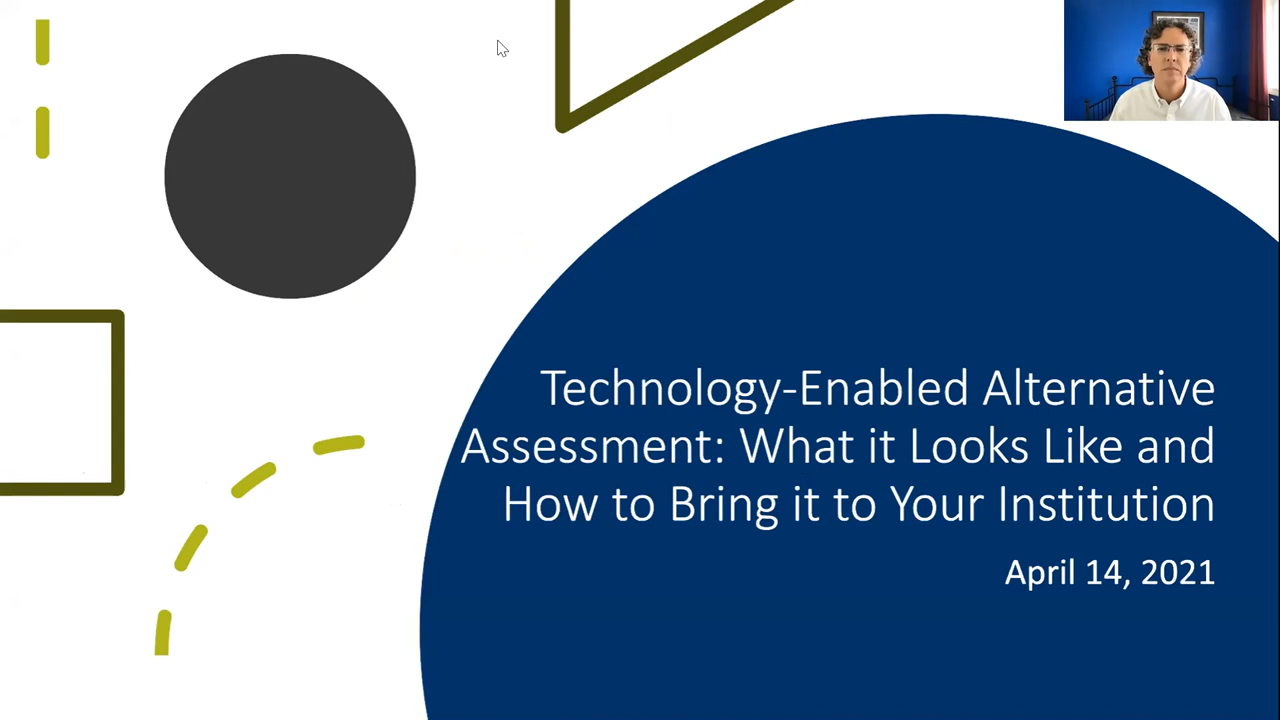 Technology-Enabled Alternative
Assessment: What it Looks Like and
How to Bring it to Your Institution
April 14, 2021